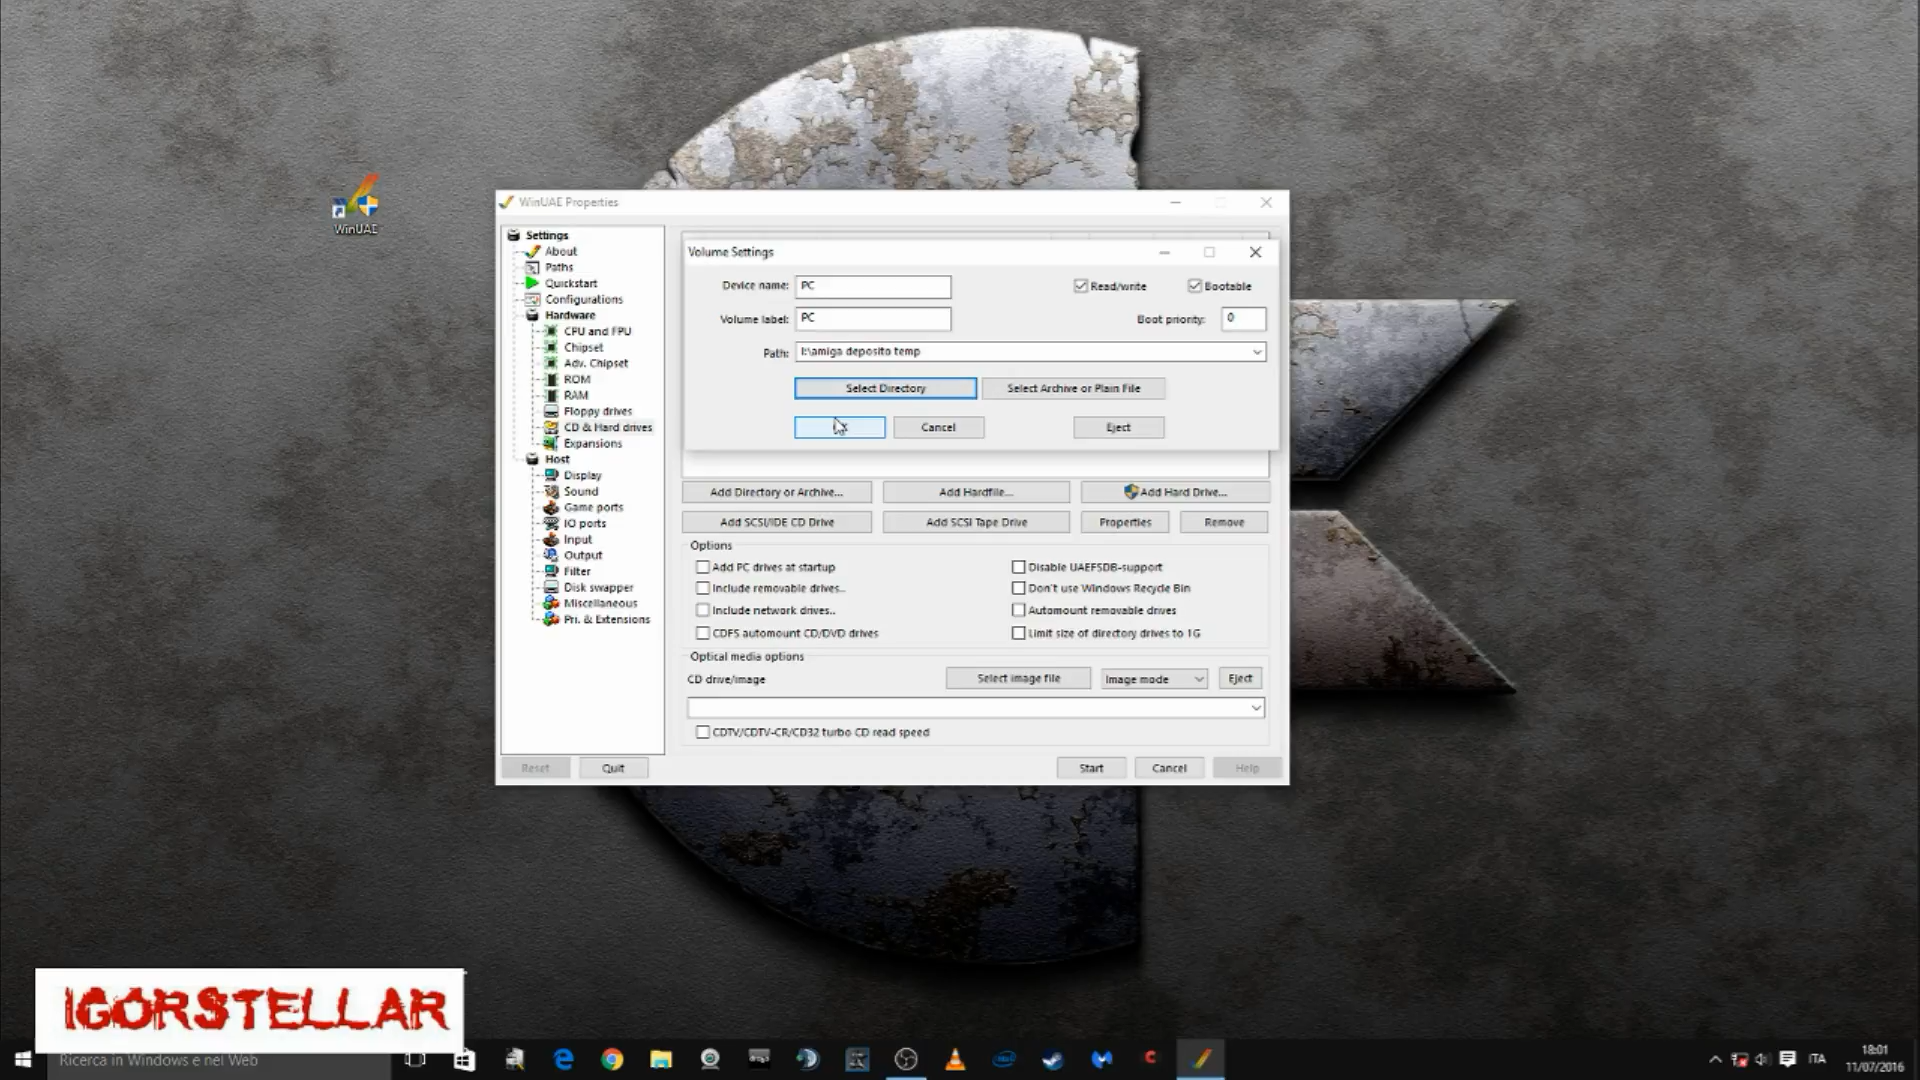 WinUAE
WinUAE Properties
Settings
About
Paths
Quickstart
Configurations
Hardware
CPU and FPU
Chipset
Adv. Chipset
ROM
RAM
Floppy drives
CD & Hard drives
Expansions
Host
Display
Sound
Game ports
IO ports
Input
Output
Filter
Disk swapper
Miscellaneous
Pri. & Extensions
Volume Settings
Device name: PC
Read/write
Bootable
Volume label: PC
Boot priority: 0
Path: I:\amiga deposito temp
Select Directory
Select Archive or Plain File
Cancel
Eject
Add Directory or Archive...
Add Hardfile...
Add Hard Drive...
Add SCSI/IDE CD Drive
Add SCSI Tape Drive
Properties
Remove
Options
Add PC drives at startup
Disable UAEFSDB-support
Include removable drives..
Don't use Windows Recycle Bin
Include network drives..
Automount removable drives
CDFS automount CD/DVD drives
Limit size of directory drives to 1G
Optical media options
CD drive/image
Select image file
Image mode
Eject
CDTV/CDTV-CR/CD32 turbo CD read speed
Reset
Quit
Start
Cancel
Help
IGORSTELLAR
Ricerca in Windows e nel Web
ITA
18:01
11/07/2016